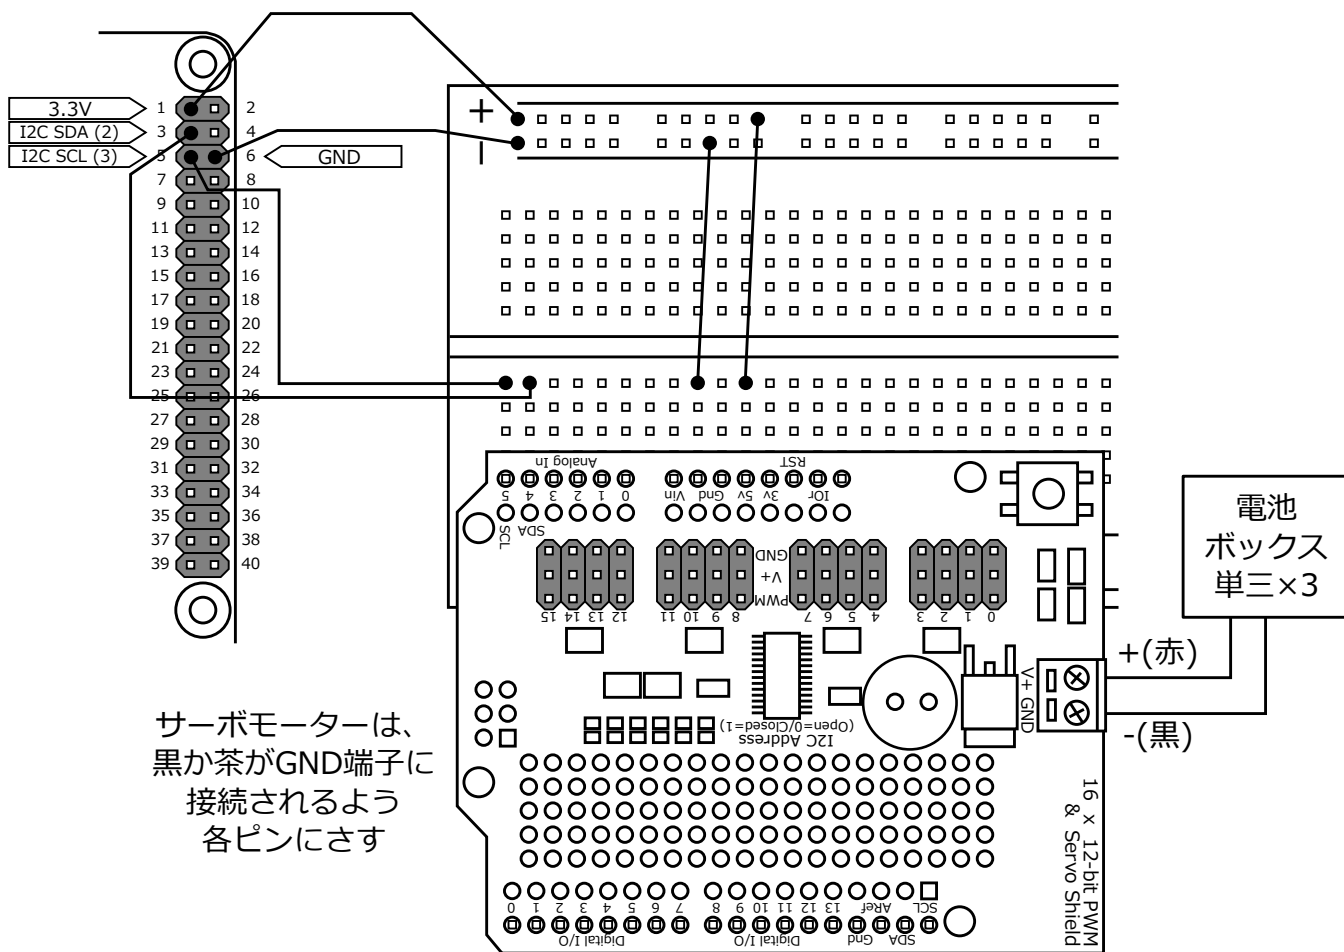 3.3V
I2C SDA (2)
I2C SCL (3)
GND
1 2
3 4
5 6
7 8
9 10
11 12
13 14
15 16
17 18
19 20
21 22
23 24
25 26
27 28
29 30
31 32
33 34
35 36
37 38
39 40
+
−
Analog In
RST
5 4 3 2 1 0
Vin Gnd 5v 3v IOr
SCL SDA
GND
V+
PWM
15 14 13 12 11 10 9 8 7 6 5 4 3 2 1 0
電池
ボックス
単三×3
+(赤)
-(黒)
V+ GND
(Open=0/Closed=1)
I2C Address
サーボモーターは、
黒か茶がGND端子に
接続されるよう
各ピンにさす
16 x 12-bit PWM
& Servo Shield
0 1 2 3 4 5 6 7 8 9 10 11 12 13 ARef SCL
Digital I/O Digital I/O Gnd SDA